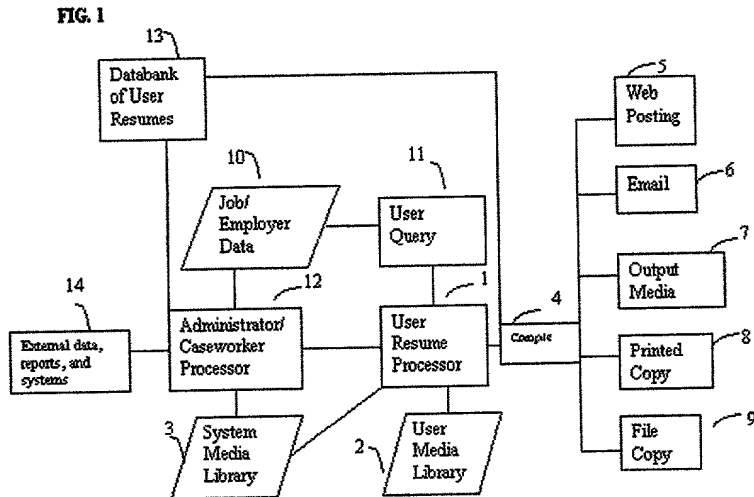 FIG. 1
13
Databank
of User
Resumes
5
Web
Posting
6
Email
10
Job/
Employer
Data
11
User
Query
7
Output
Media
14
External data,
reports, and
systems
12
Administrator/
Caseworker
Processor
1
User
Resume
Processor
4
Compile
8
Printed
Copy
3
System
Media
Library
2
User
Media
Library
9
File
Copy